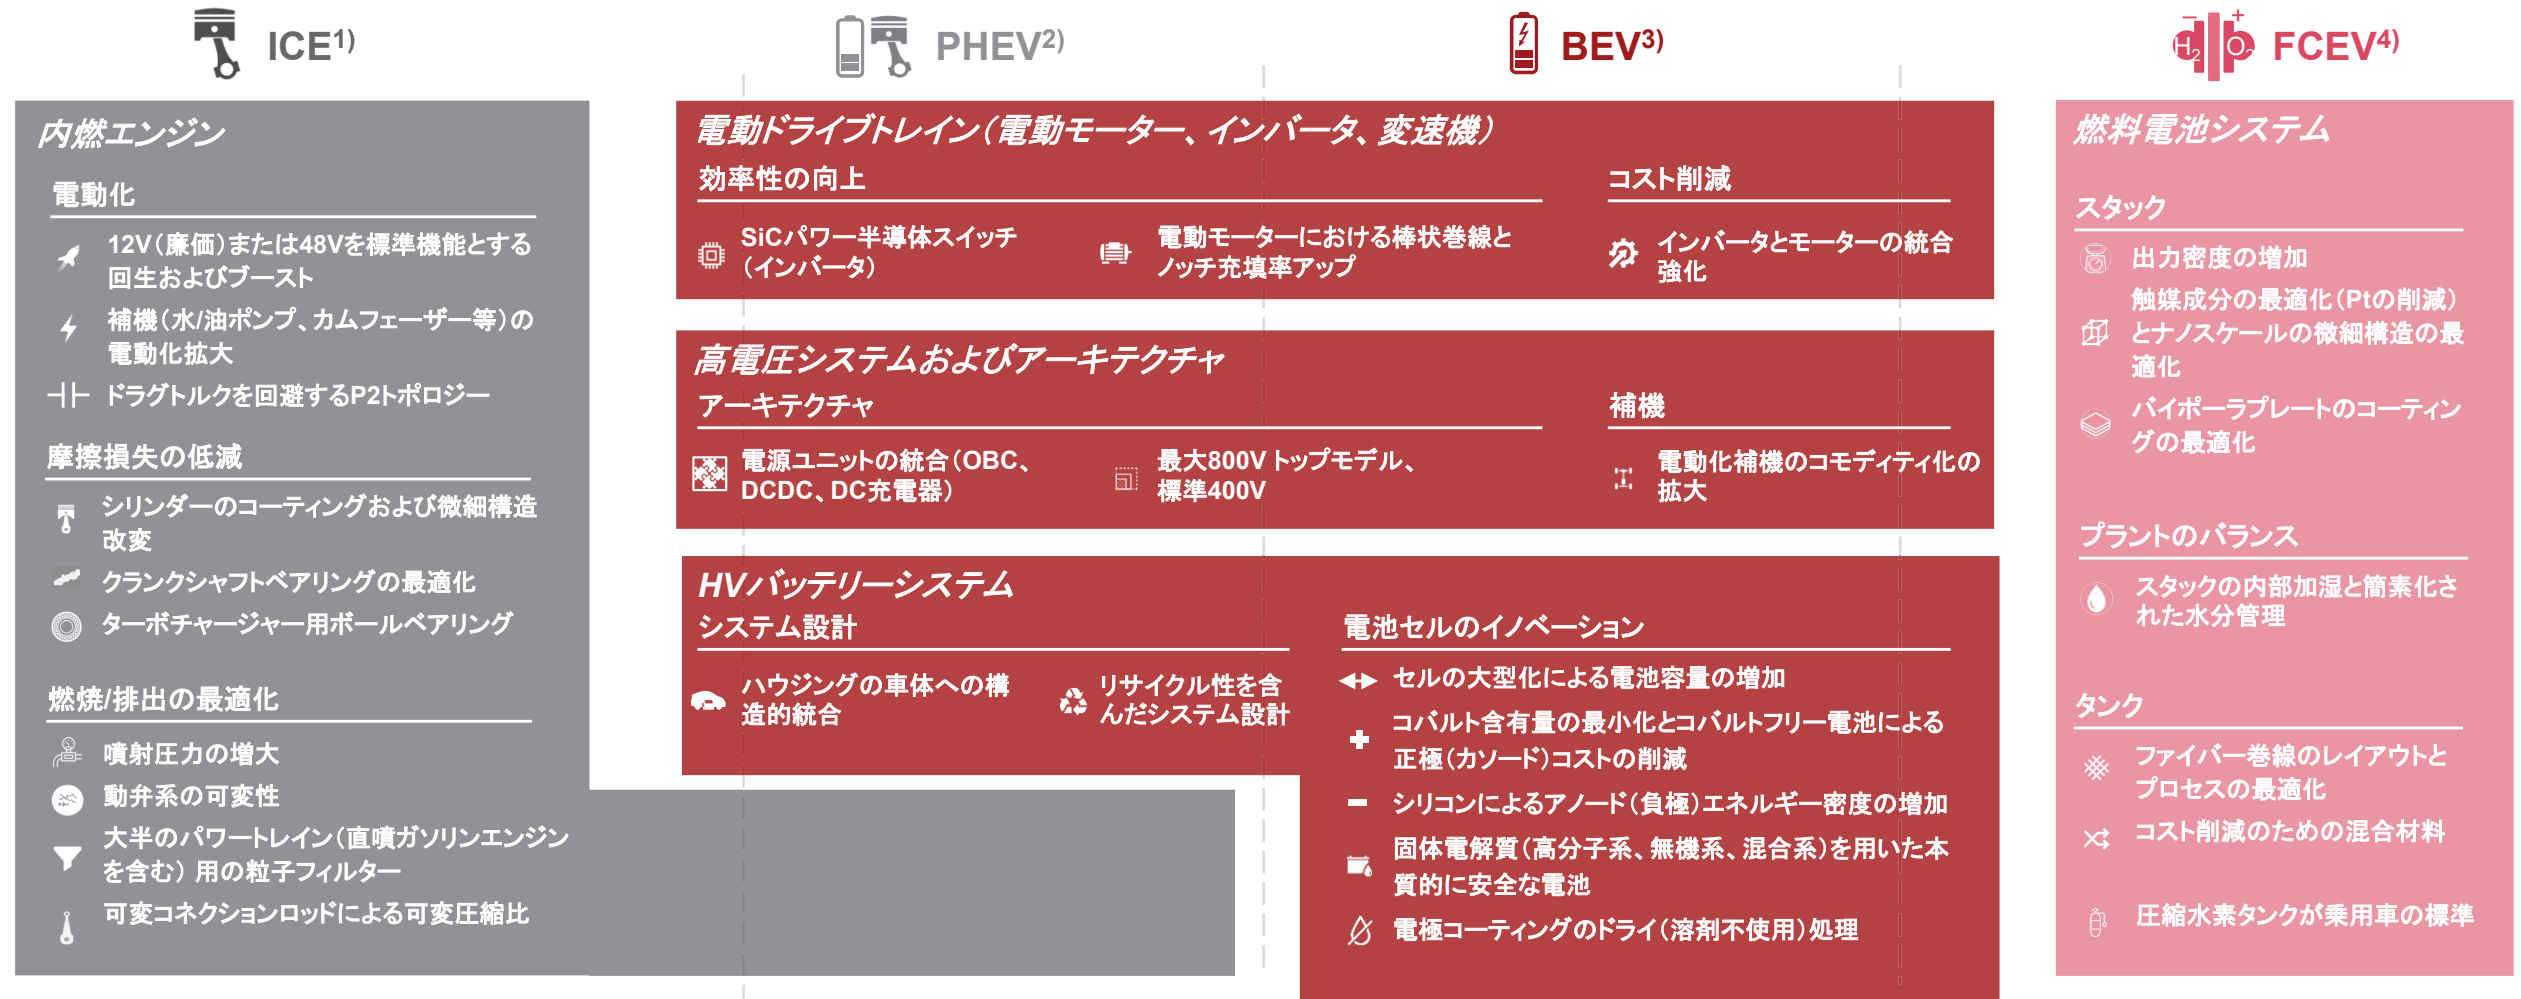 ICE1)
PHEV2)
BEV3)
FCEV4)
内燃エンジン
電動化
12V（廉価）または48Vを標準機能とする
回生およびブースト
補機（水/油ポンプ、カムフェーザー等）の
電動化拡大
ドラグトルクを回避するP2トポロジー
摩擦損失の低減
シリンダーのコーティングおよび微細構造
改変
クランクシャフトベアリングの最適化
ターボチャージャー用ボールベアリング
燃焼/排出の最適化
噴射圧力の増大
動弁系の可変性
大半のパワートレイン（直噴ガソリンエンジン
を含む） 用の粒子フィルター
可変コネクションロッドによる可変圧縮比
電動ドライブトレイン（電動モーター、インバータ、変速機）
効率性の向上
SiCパワー半導体スイッチ
（インバータ）
電動モーターにおける棒状巻線と
ノッチ充填率アップ
コスト削減
インバータとモーターの統合
強化
高電圧システムおよびアーキテクチャ
アーキテクチャ
電源ユニットの統合（OBC、
DCDC、DC充電器）
最大800V トップモデル、
標準400V
補機
電動化補機のコモディティ化の
拡大
HVバッテリーシステム
システム設計
ハウジングの車体への構
造的統合
リサイクル性を含
んだシステム設計
電池セルのイノベーション
セルの大型化による電池容量の増加
コバルト含有量の最小化とコバルトフリー電池による
正極（カソード）コストの削減
シリコンによるアノード（負極）エネルギー密度の増加
固体電解質（高分子系、無機系、混合系）を用いた本
質的に安全な電池
電極コーティングのドライ（溶剤不使用）処理
H2
O2
燃料電池システム
スタック
出力密度の増加
触媒成分の最適化（Ptの削減）
とナノスケールの微細構造の最
適化
バイポーラプレートのコーティン
グの最適化
プラントのバランス
スタックの内部加湿と簡素化さ
れた水分管理
タンク
ファイバー巻線のレイアウトと
プロセスの最適化
コスト削減のための混合材料
圧縮水素タンクが乗用車の標準